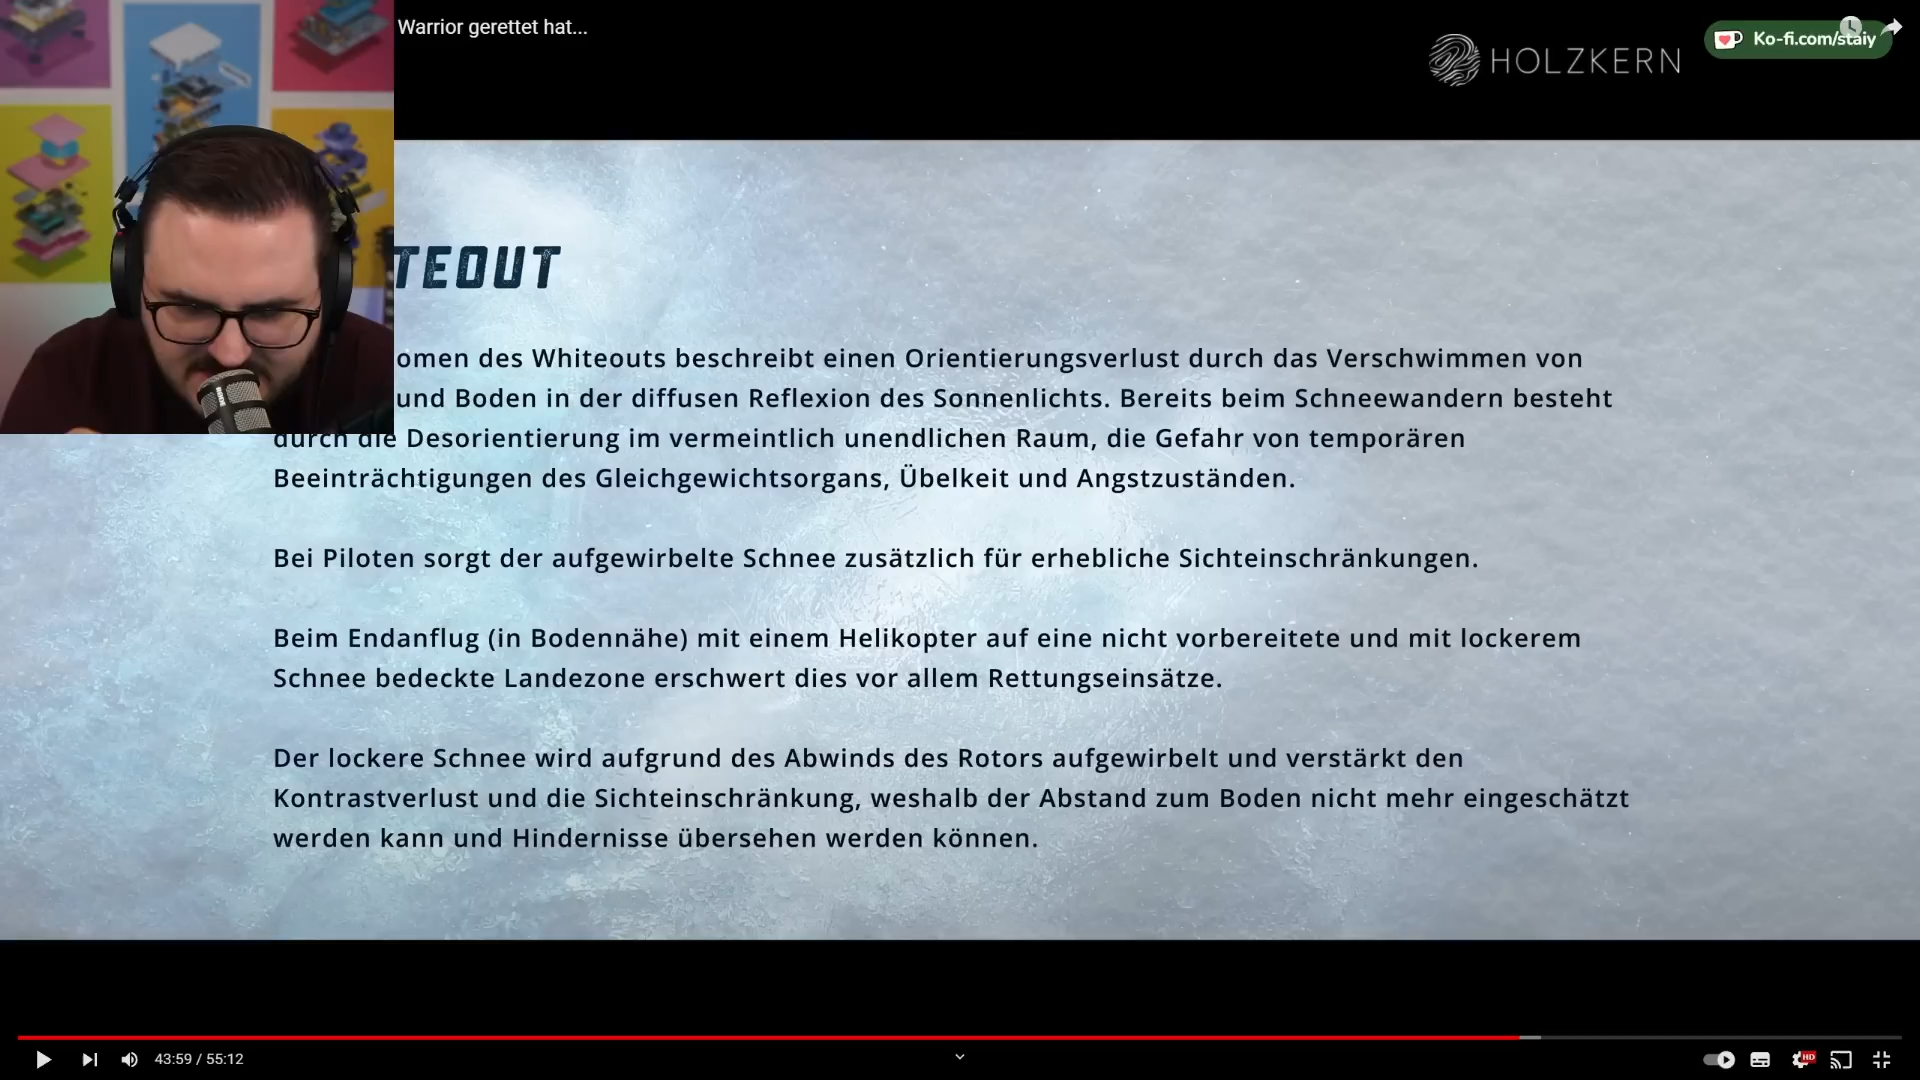 Warrior gerettet hat...
HOLZKERN
Ko-fi.com/staiy
TEOUT
omen des Whiteouts beschreibt einen Orientierungsverlust durch das Verschwimmen von
und Boden in der diffusen Reflexion des Sonnenlichts. Bereits beim Schneewandern besteht
durch die Desorientierung im vermeintlich unendlichen Raum, die Gefahr von temporären
Beeinträchtigungen des Gleichgewichtsorgans, Übelkeit und Angstzuständen.
Bei Piloten sorgt der aufgewirbelte Schnee zusätzlich für erhebliche Sichteinschränkungen.
Beim Endanflug (in Bodennähe) mit einem Helikopter auf eine nicht vorbereitete und mit lockerem
Schnee bedeckte Landezone erschwert dies vor allem Rettungseinsätze.
Der lockere Schnee wird aufgrund des Abwinds des Rotors aufgewirbelt und verstärkt den
Kontrastverlust und die Sichteinschränkung, weshalb der Abstand zum Boden nicht mehr eingeschätzt
werden kann und Hindernisse übersehen werden können.
43:59 / 55:12
HD